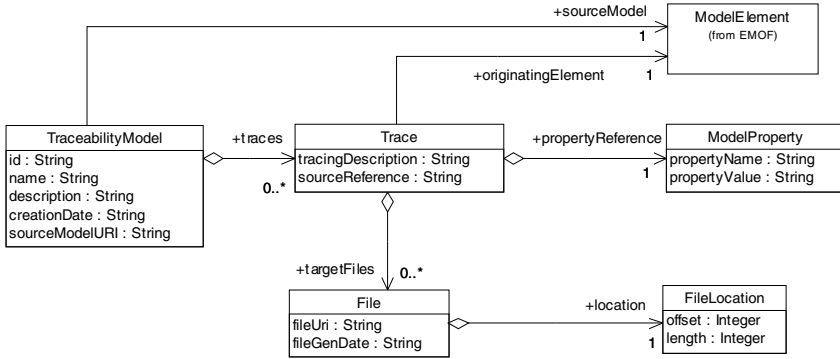 +sourceModel
1
ModelElement
(from EMOF)
+originatingElement
1
TraceabilityModel
id : String
name : String
description : String
creationDate : String
sourceModelURI : String
+traces
0..*
Trace
tracingDescription : String
sourceReference : String
+propertyReference
1
ModelProperty
propertyName : String
propertyValue : String
+targetFiles
0..*
File
fileUri : String
fileGenDate : String
+location
1
FileLocation
offset : Integer
length : Integer